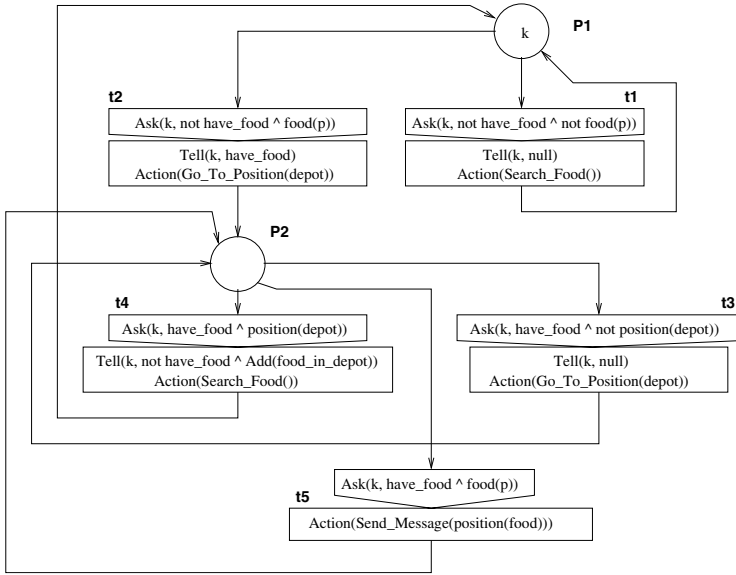 P1
k
t2
t1
Ask(k, not have_food ^ food(p))
Ask(k, not have_food ^ not food(p))
Tell(k, have_food)
Action(Go_To_Position(depot))
Tell(k, null)
Action(Search_Food())
P2
t4
t3
Ask(k, have_food ^ position(depot))
Ask(k, have_food ^ not position(depot))
Tell(k, not have_food ^ Add(food_in_depot))
Action(Search_Food())
Tell(k, null)
Action(Go_To_Position(depot))
Ask(k, have_food ^ food(p))
t5
Action(Send_Message(position(food)))